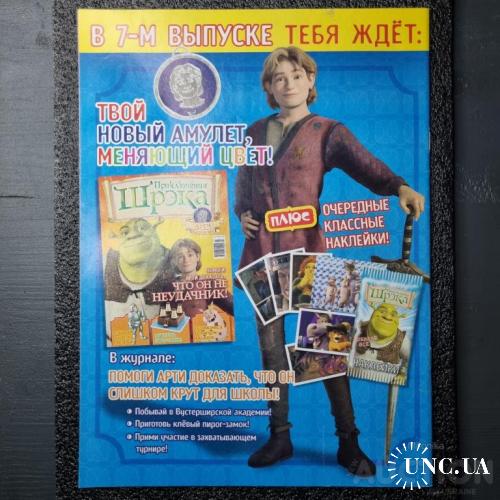 В 7-М ВЫПУСКЕ ТЕБЯ ЖДЁТ:
ТВОЙ
НОВЫЙ АМУЛЕТ,
МЕНЯЮЩИЙ ЦВЕТ!
Приключения
Шрэка
ЧТО ОН НЕ
НЕУДАЧНИК!
ПЛЮС
ОЧЕРЕДНЫЕ
КЛАССНЫЕ
НАКЛЕЙКИ!
Шрэка
НАКЛЕЙКИ
В журнале:
ПОМОГИ АРТИ ДОКАЗАТЬ, ЧТО ОН
СЛИШКОМ КРУТ ДЛЯ ШКОЛЫ!
• Побывай в Вустерширской академии!
• Приготовь клёвый пирог-замок!
• Прими участие в захватывающем
турнире!
UNC.UA